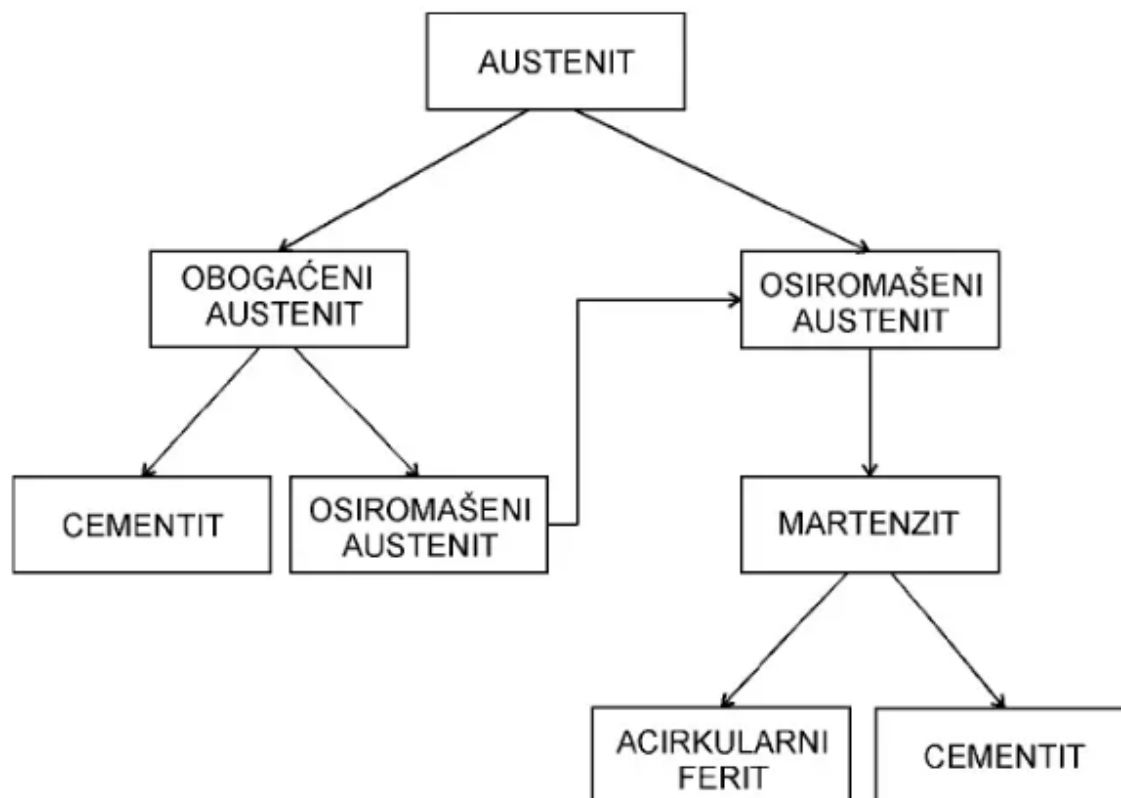 AUSTENIT
OBOGAĆENI
AUSTENIT
OSIROMAŠENI
AUSTENIT
CEMENTIT
OSIROMAŠENI
AUSTENIT
MARTENZIT
ACIRKULARNI
FERIT
CEMENTIT